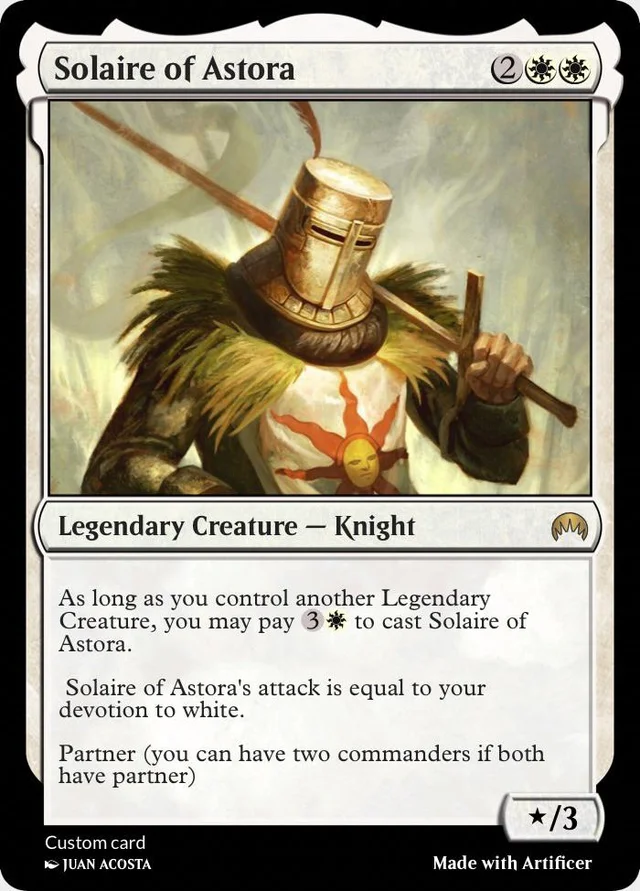 Solaire of Astora 2
Legendary Creature — Knight
As long as you control another Legendary
Creature, you may pay 3 to cast Solaire of
Astora.
Solaire of Astora's attack is equal to your
devotion to white.
Partner (you can have two commanders if both
have partner)
★/3
Custom card
JUAN ACOSTA
Made with Artificer